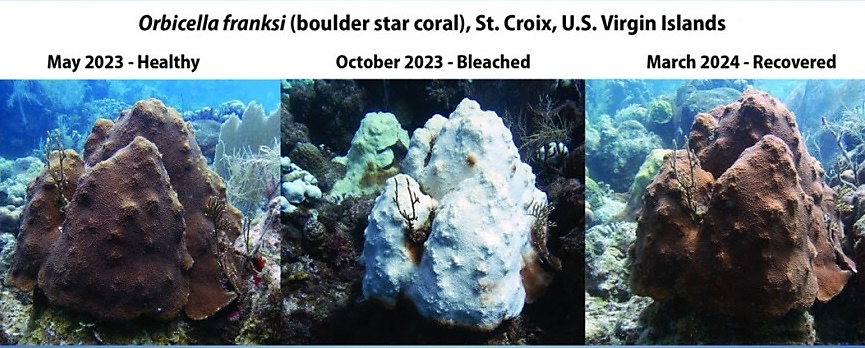 Orbicella franksi (boulder star coral), St. Croix, U.S. Virgin Islands
May 2023 - Healthy
October 2023 - Bleached
March 2024 - Recovered